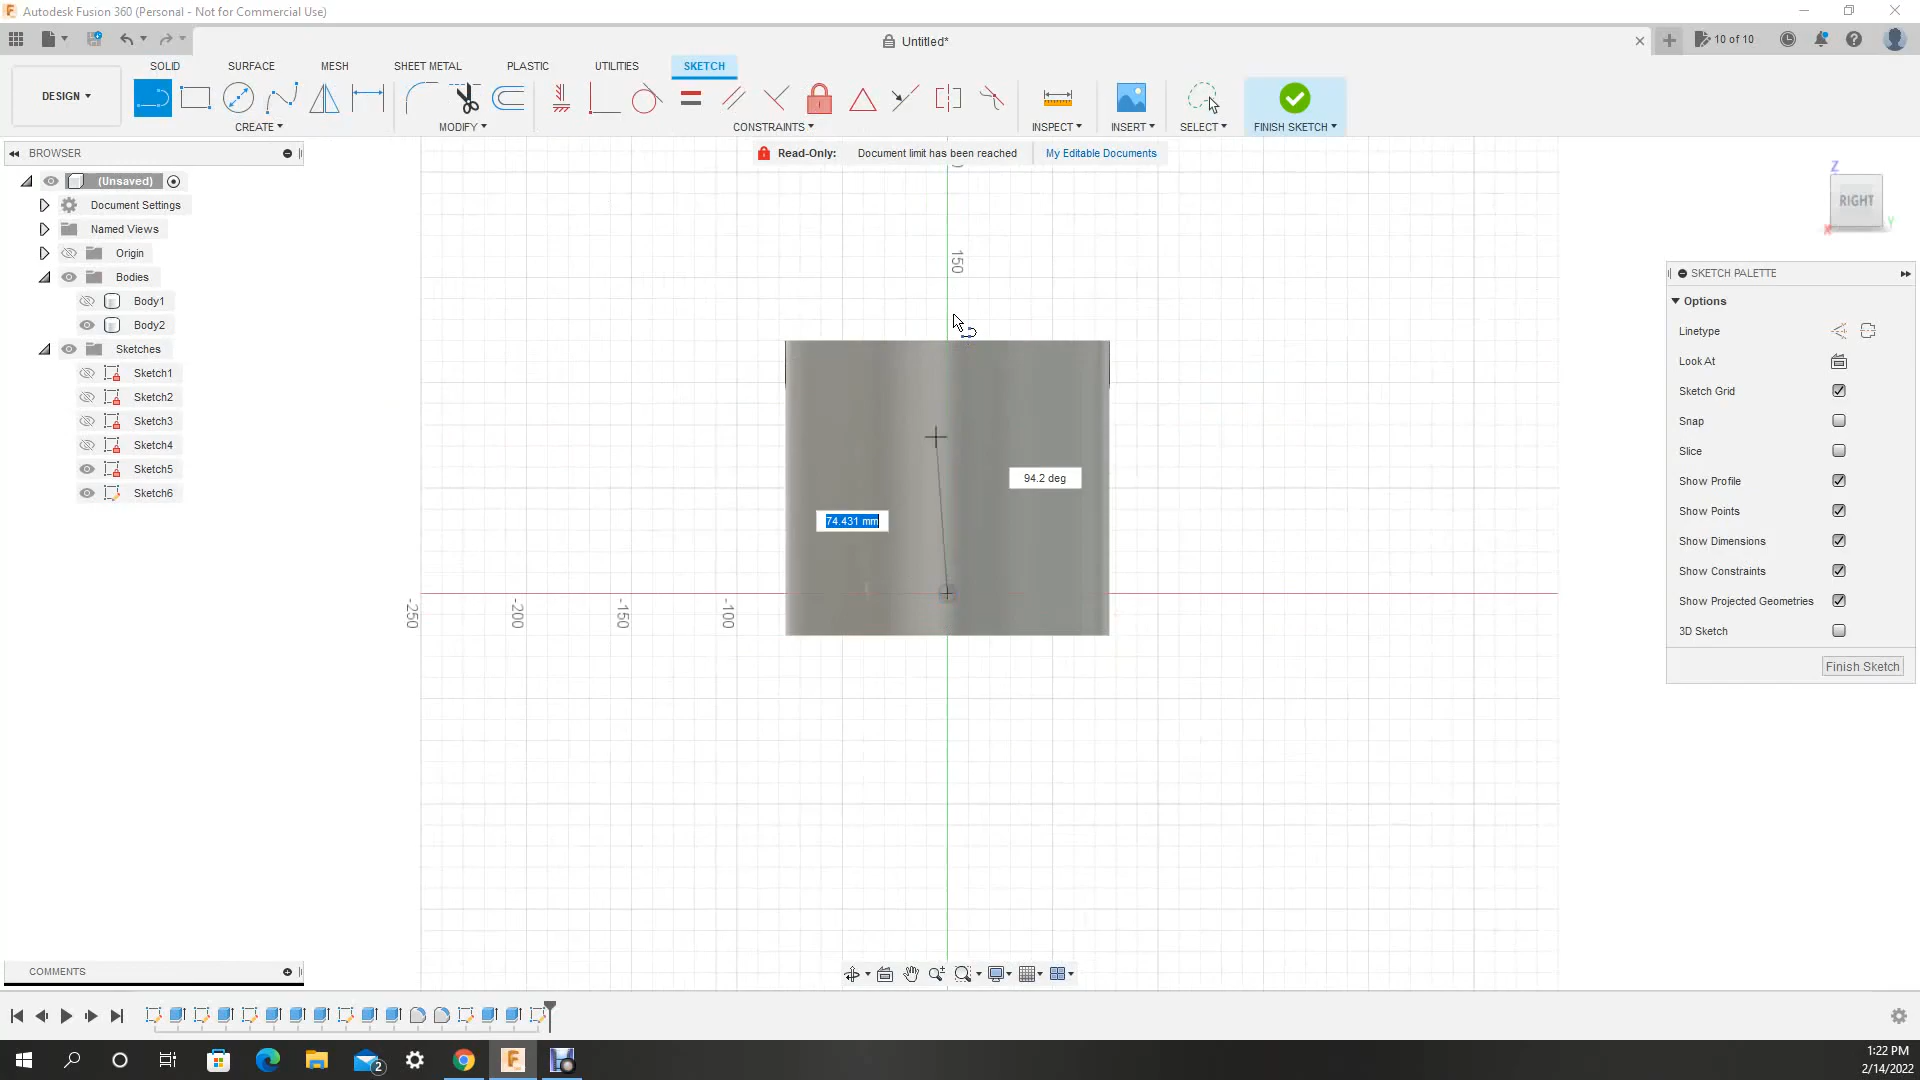 Autodesk Fusion 360 (Personal - Not for Commercial Use)
Untitled*
10 of 10
SOLID
SURFACE
MESH
SHEET METAL
PLASTIC
UTILITIES
SKETCH
DESIGN
CREATE
MODIFY
CONSTRAINTS
INSPECT
INSERT
SELECT
FINISH SKETCH
BROWSER
Read-Only: Document limit has been reached My Editable Documents
(Unsaved)
Document Settings
Named Views
Origin
Bodies
Body1
Body2
Sketches
Sketch1
Sketch2
Sketch3
Sketch4
Sketch5
Sketch6
Z
RIGHT
Y
X
150
94.2 deg
74.431 mm
-250
-200
-150
-100
SKETCH PALETTE
Options
Linetype
Look At
Sketch Grid
Snap
Slice
Show Profile
Show Points
Show Dimensions
Show Constraints
Show Projected Geometries
3D Sketch
Finish Sketch
COMMENTS
2
1:22 PM
2/14/2022